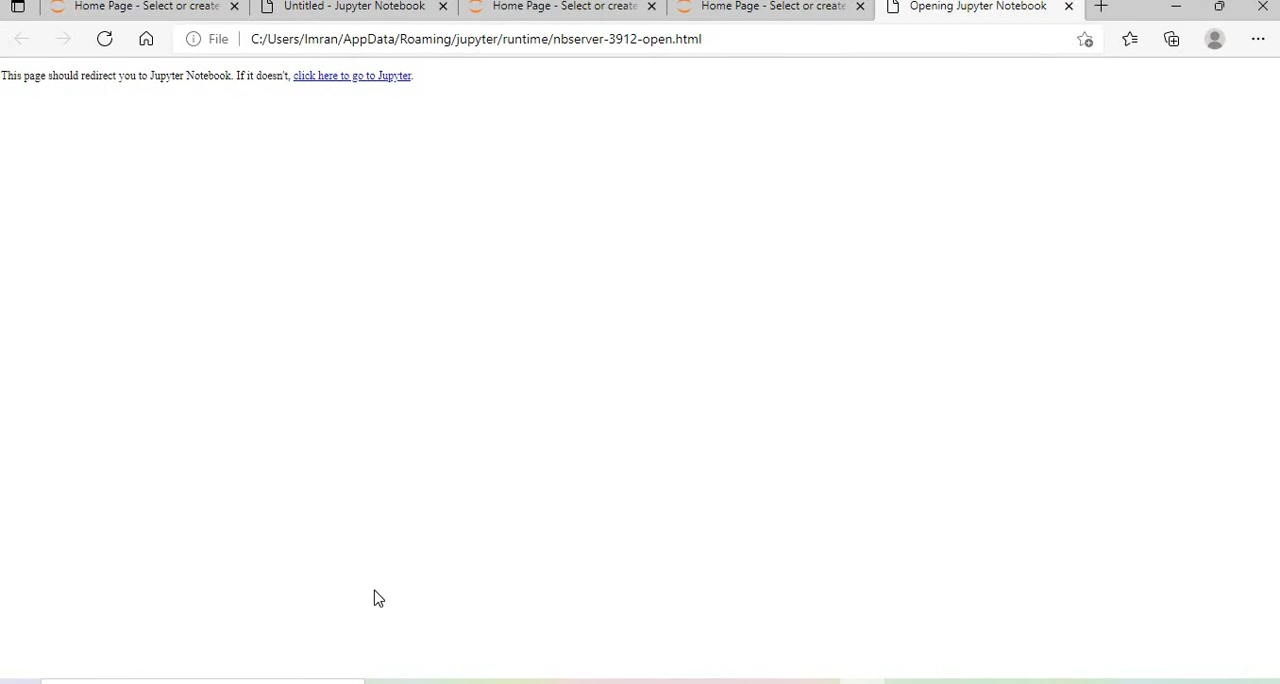 Home Page - Select or create
Untitled - Jupyter Notebook
Home Page - Select or create
Home Page - Select or create
Opening Jupyter Notebook
File
C:/Users/Imran/AppData/Roaming/jupyter/runtime/nbserver-3912-open.html
This page should redirect you to Jupyter Notebook. If it doesn't, click here to go to Jupyter.